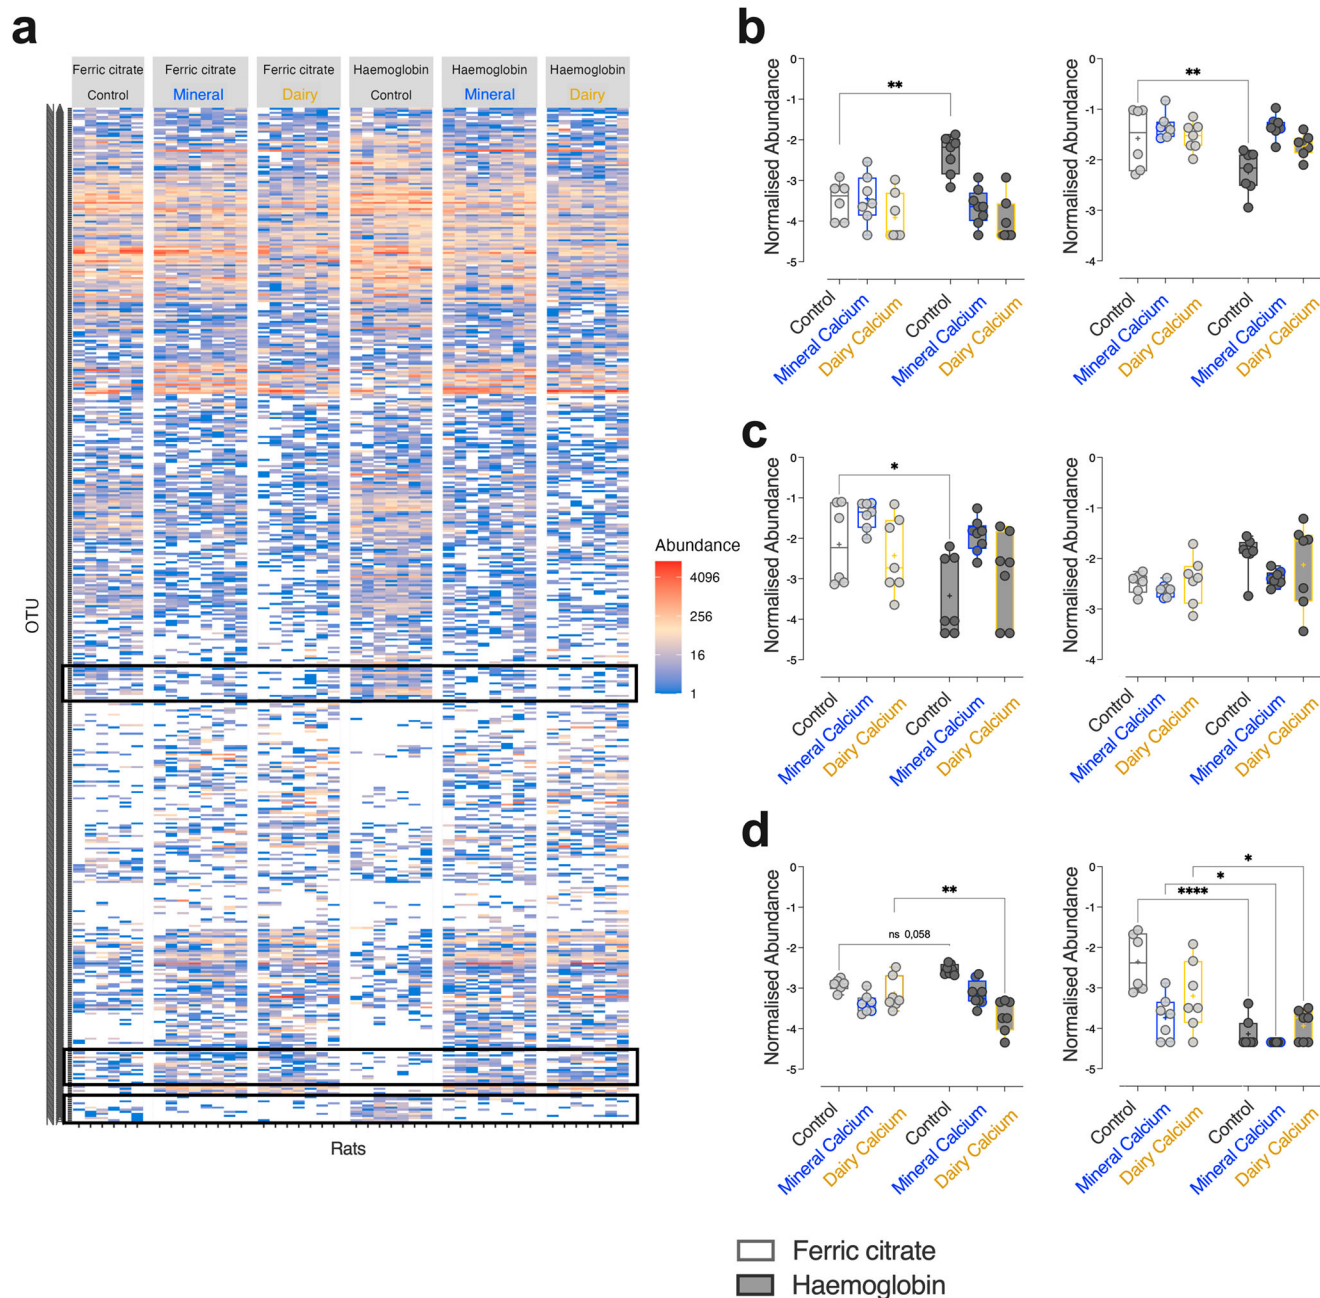 a
Ferric citrate Ferric citrate Ferric citrate Haemoglobin Haemoglobin Haemoglobin
Control Mineral Dairy Control Mineral Dairy
OTU
Rats
Abundance
4096
256
16
1
b
Normalised Abundance
0
-1
-2
-3
-4
-5
**
Control
Mineral Calcium
Dairy Calcium
Control
Mineral Calcium
Dairy Calcium
Normalised Abundance
0
-1
-2
-3
-4
**
Control
Mineral Calcium
Dairy Calcium
Control
Mineral Calcium
Dairy Calcium
c
Normalised Abundance
0
-1
-2
-3
-4
-5
*
Control
Mineral Calcium
Dairy Calcium
Control
Mineral Calcium
Dairy Calcium
Normalised Abundance
0
-1
-2
-3
-4
Control
Mineral Calcium
Dairy Calcium
Control
Mineral Calcium
Dairy Calcium
d
Normalised Abundance
0
-1
-2
-3
-4
-5
**
ns 0,058
Control
Mineral Calcium
Dairy Calcium
Control
Mineral Calcium
Dairy Calcium
Normalised Abundance
0
-1
-2
-3
-4
-5
*
*
****
Control
Mineral Calcium
Dairy Calcium
Control
Mineral Calcium
Dairy Calcium
Ferric citrate
Haemoglobin